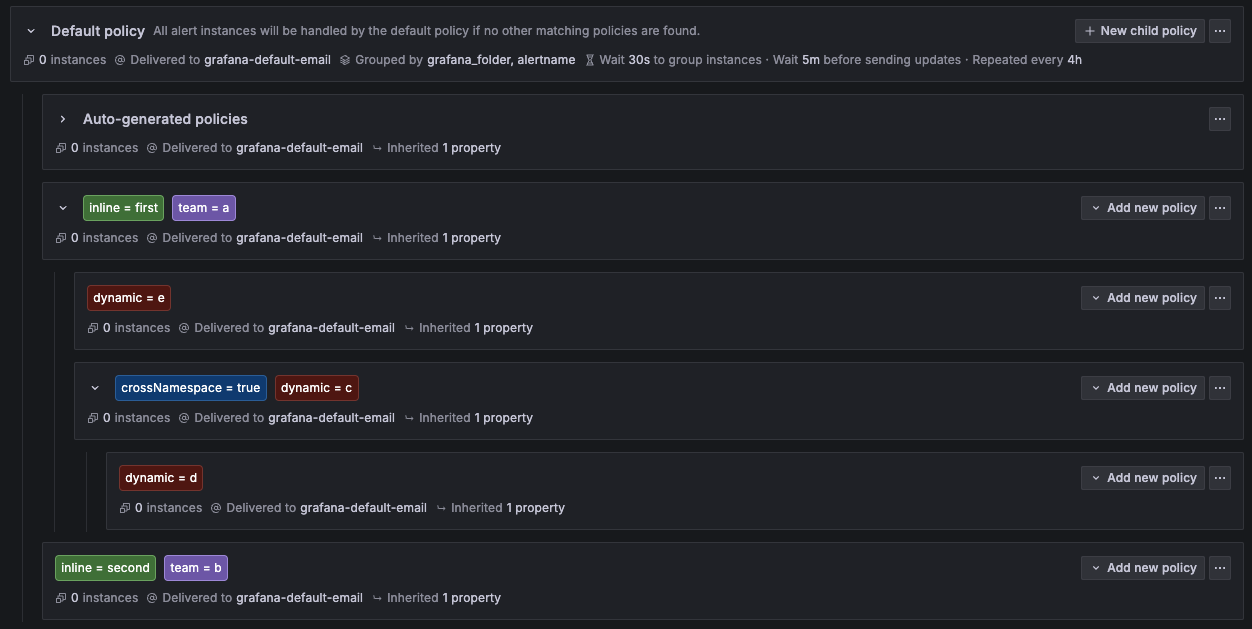 Default policy All alert instances will be handled by the default policy if no other matching policies are found. + New child policy ...
0 instances @ Delivered to grafana-default-email Grouped by grafana_folder, alertname Wait 30s to group instances · Wait 5m before sending updates · Repeated every 4h
Auto-generated policies ...
0 instances @ Delivered to grafana-default-email Inherited 1 property
inline = first team = a Add new policy ...
0 instances @ Delivered to grafana-default-email Inherited 1 property
dynamic = e Add new policy ...
0 instances @ Delivered to grafana-default-email Inherited 1 property
crossNamespace = true dynamic = c Add new policy ...
0 instances @ Delivered to grafana-default-email Inherited 1 property
dynamic = d Add new policy ...
0 instances @ Delivered to grafana-default-email Inherited 1 property
inline = second team = b Add new policy ...
0 instances @ Delivered to grafana-default-email Inherited 1 property